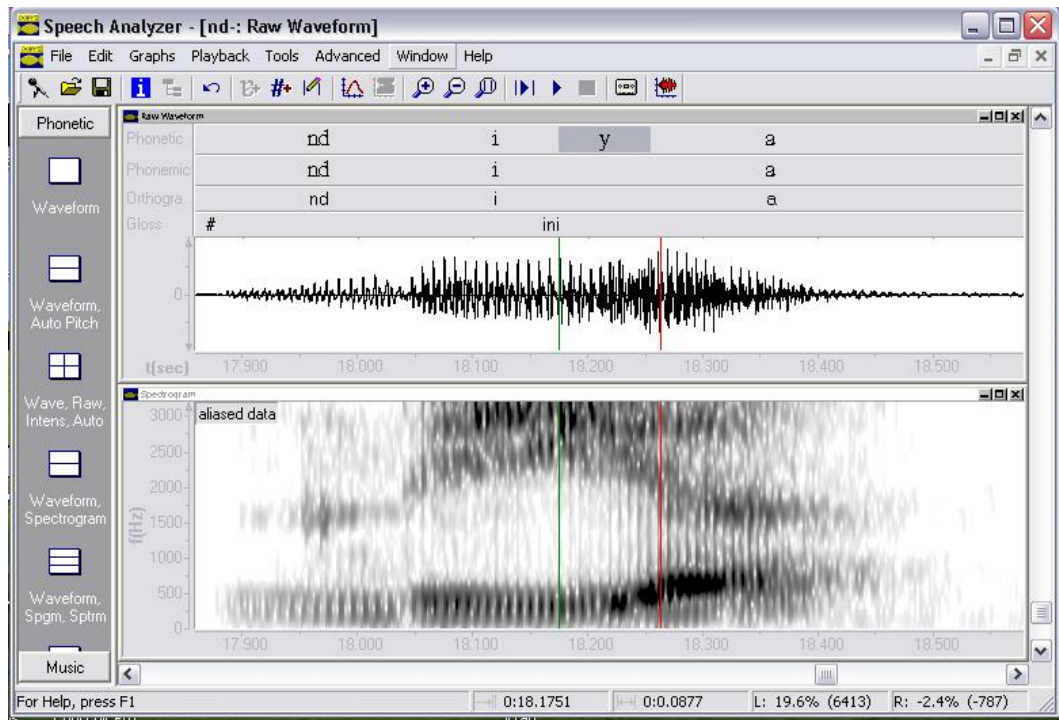 Speech Analyzer - [nd-: Raw Waveform]
File Edit Graphs Playback Tools Advanced Window Help
Phonetic
Waveform
Waveform, Auto Pitch
Wave, Raw, Intens, Auto
Waveform, Spectrogram
Waveform, Spgm, Sptrm
Music
Raw Waveform
Phonetic nd i y a
Phonemic nd i a
Orthogra. nd i a
Gloss # ini
0-
t(sec) 17.900 18.000 18.100 18.200 18.300 18.400 18.500
Spectrogram
aliased data
f(Hz)
3000-
2500-
2000-
1500-
1000-
500-
0-
17.900 18.000 18.100 18.200 18.300 18.400 18.500
For Help, press F1 0:18.1751 0:0.0877 L: 19.6% (6413) R: -2.4% (-787)